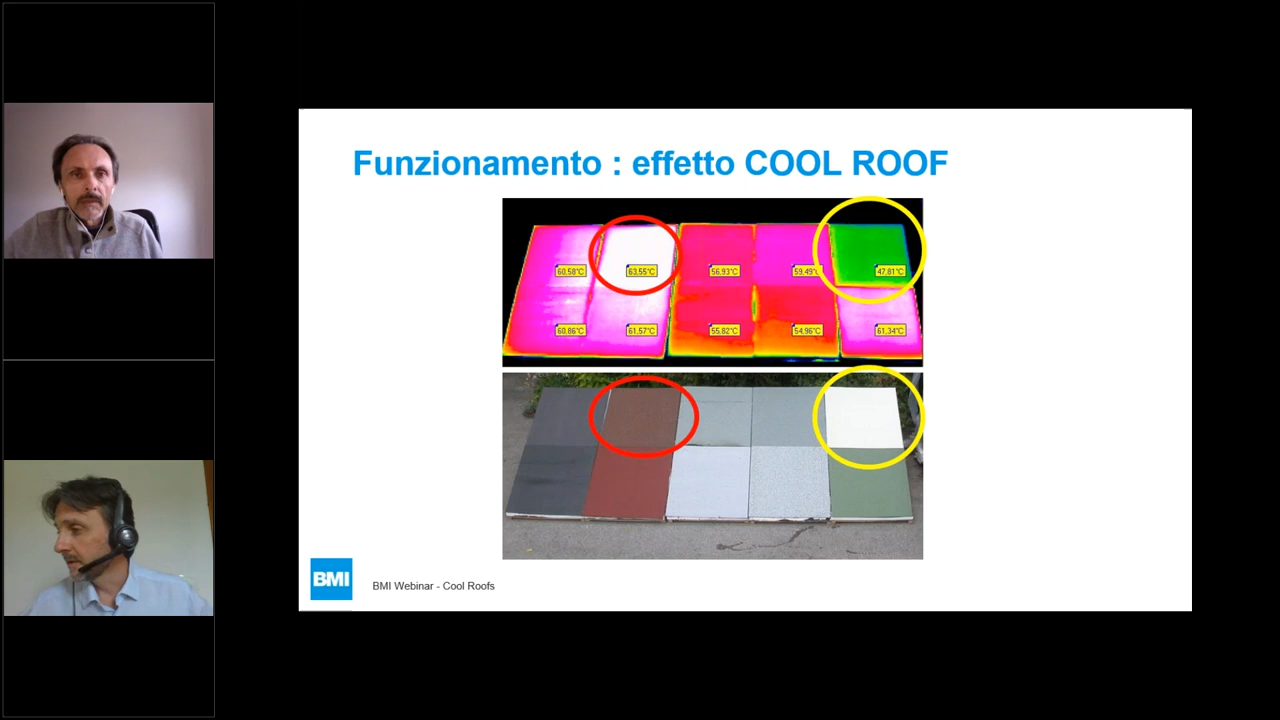 Funzionamento : effetto COOL ROOF
60,58°C 63,55°C 56,93°C 59,49°C 47,81°C
60,86°C 61,57°C 55,82°C 54,96°C 61,34°C
BMI
BMI Webinar - Cool Roofs